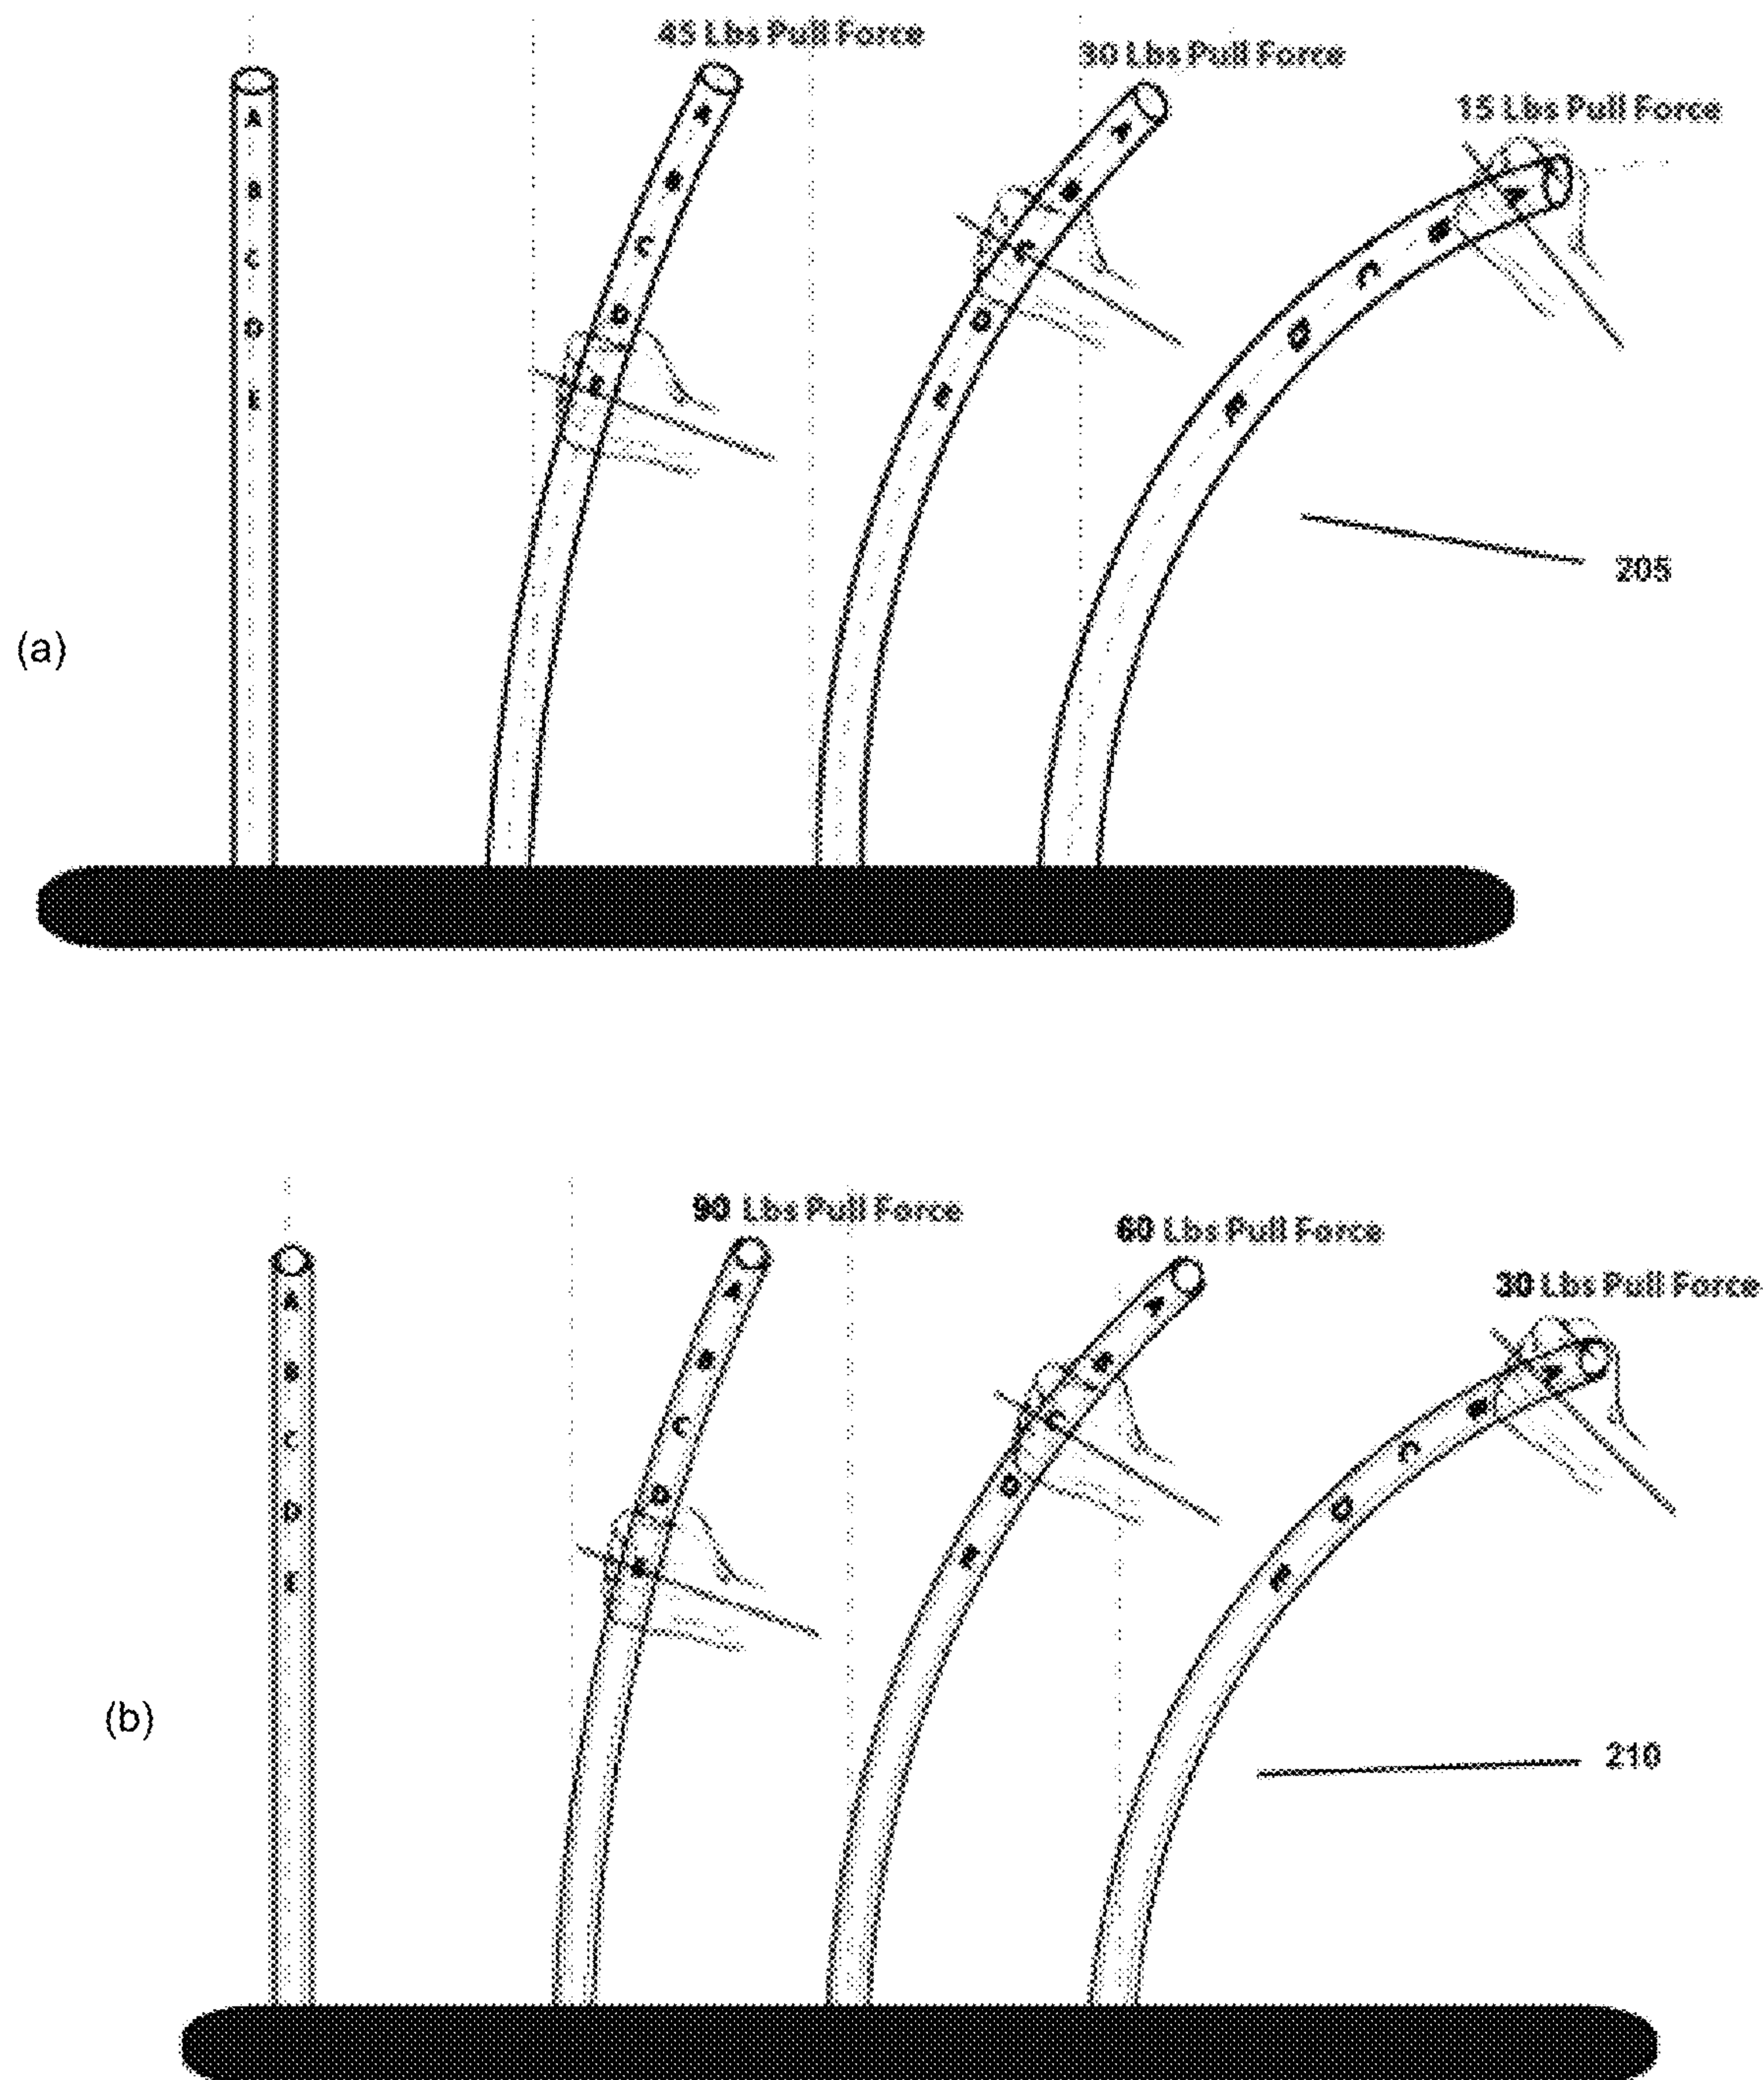 45 Lbs Pull Force
30 Lbs Pull Force
15 Lbs Pull Force
A
B
C
D
E
A
B
C
D
E
A
B
C
D
E
A
B
C
D
E
205
(a)
90 Lbs Pull Force
60 Lbs Pull Force
30 Lbs Pull Force
A
B
C
D
E
A
B
C
D
E
A
B
C
D
E
A
B
C
D
E
(b)
210